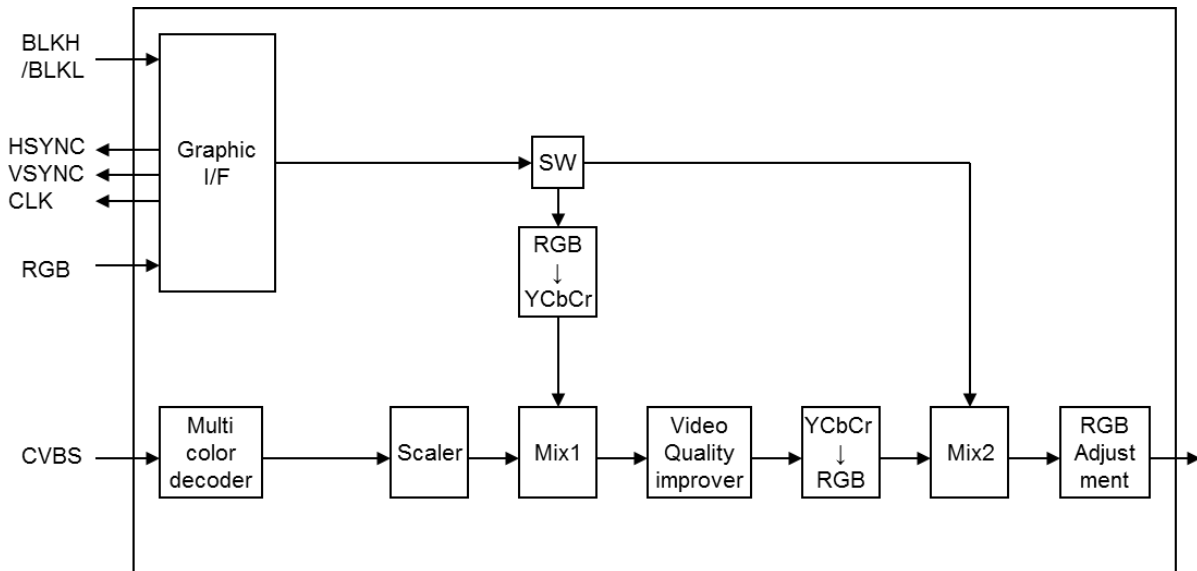 BLKH
/BLKL
HSYNC
VSYNC
CLK
RGB
Graphic
I/F
SW
RGB
↓
YCbCr
CVBS
Multi
color
decoder
Scaler
Mix1
Video
Quality
improver
YCbCr
↓
RGB
Mix2
RGB
Adjust
ment